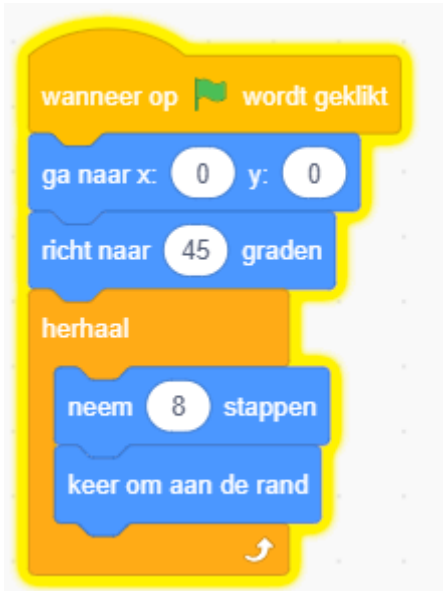 wanneer op wordt geklikt
ga naar x: 0 y: 0
richt naar 45 graden
herhaal
neem 8 stappen
keer om aan de rand